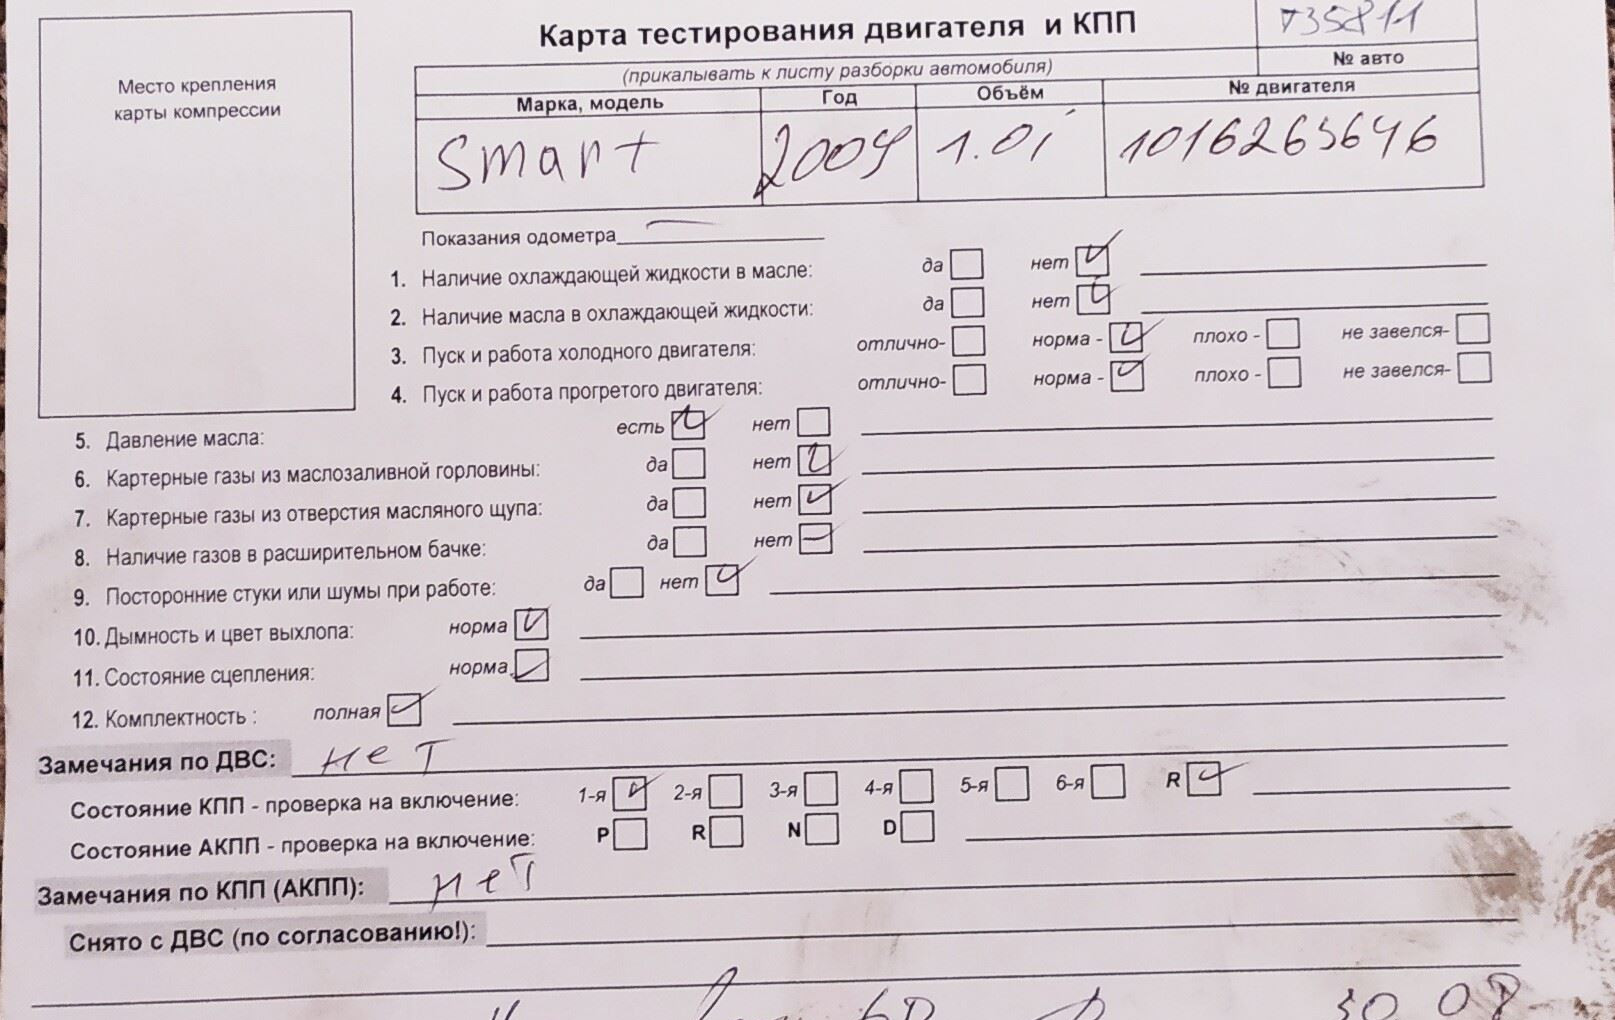 Карта тестирования двигателя и КПП
735811
№ авто
Место крепления
карты компрессии
(прикалывать к листу разборки автомобиля)
Марка, модель Год Объём № двигателя
Smart 2009 1.0i 1016265646
Показания одометра
1. Наличие охлаждающей жидкости в масле: да нет
2. Наличие масла в охлаждающей жидкости: да нет
3. Пуск и работа холодного двигателя: отлично- норма - плохо - не завелся-
4. Пуск и работа прогретого двигателя: отлично- норма - плохо - не завелся-
5. Давление масла: есть нет
6. Картерные газы из маслозаливной горловины: да нет
7. Картерные газы из отверстия масляного щупа: да нет
8. Наличие газов в расширительном бачке: да нет
9. Посторонние стуки или шумы при работе: да нет
10. Дымность и цвет выхлопа: норма
11. Состояние сцепления: норма
12. Комплектность : полная
Замечания по ДВС: нет
Состояние КПП - проверка на включение: 1-я 2-я 3-я 4-я 5-я 6-я R
Состояние АКПП - проверка на включение: P R N D
Замечания по КПП (АКПП): нет
Снято с ДВС (по согласованию!):
30 08